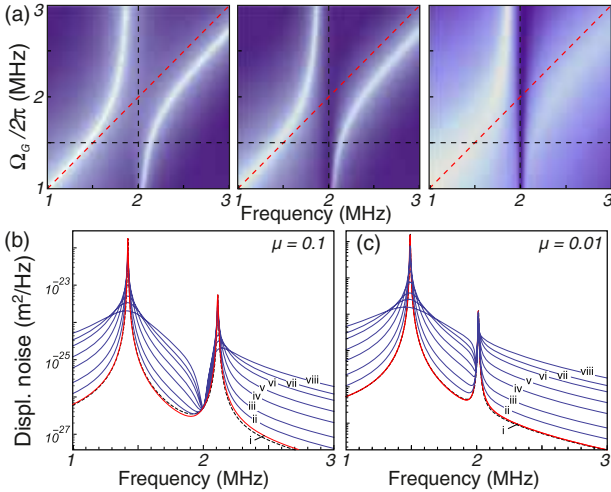 (a)
3
2
1
Ω_G/2π (MHz)
1 2 3 1 2 3 1 2 3
Frequency (MHz)
(b) μ = 0.1
(c) μ = 0.01
Displ. noise (m²/Hz)
10⁻²³
10⁻²⁵
10⁻²⁷
i ii iii iv v vi vii viii
i ii iii iv v vi vii viii
1 2 3
1 2 3
Frequency (MHz)
Frequency (MHz)